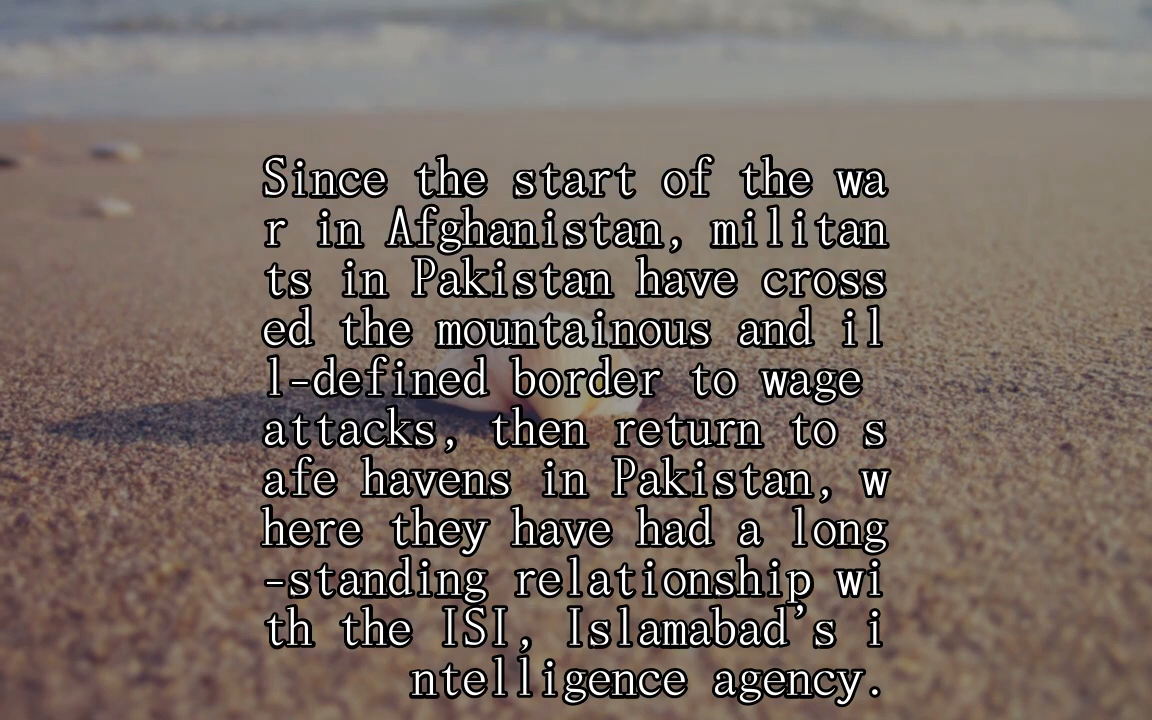 Since the start of the wa
r in Afghanistan, militan
ts in Pakistan have cross
ed the mountainous and il
l-defined border to wage
attacks, then return to s
afe havens in Pakistan, w
here they have had a long
-standing relationship wi
th the ISI, Islamabad’s i
ntelligence agency.